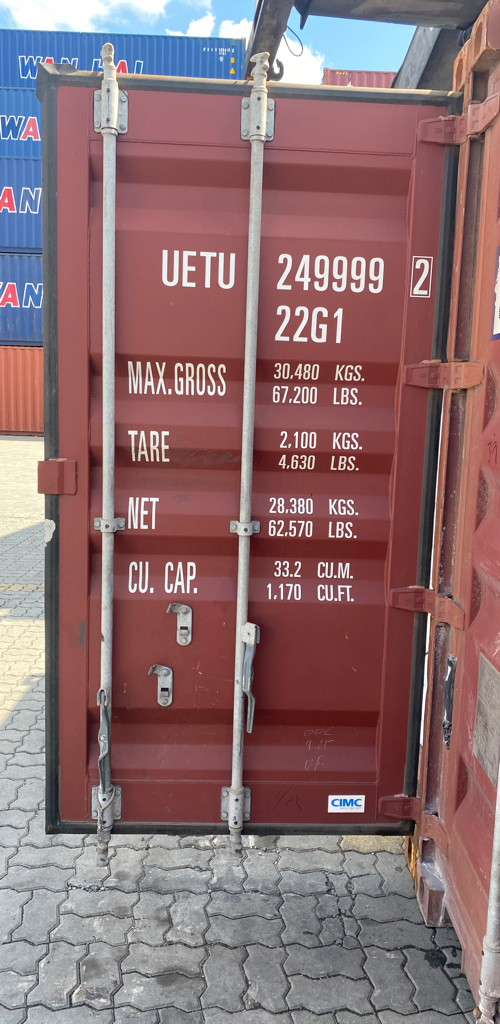 WAN HAI
WA
WAN
WAN
UETU 249999 2
22G1
MAX.GROSS 30.480 KGS.
67.200 LBS.
TARE 2.100 KGS.
4.630 LBS.
NET 28.380 KGS.
62.570 LBS.
CU. CAP. 33.2 CU.M.
1.170 CU.FT.
CIMC